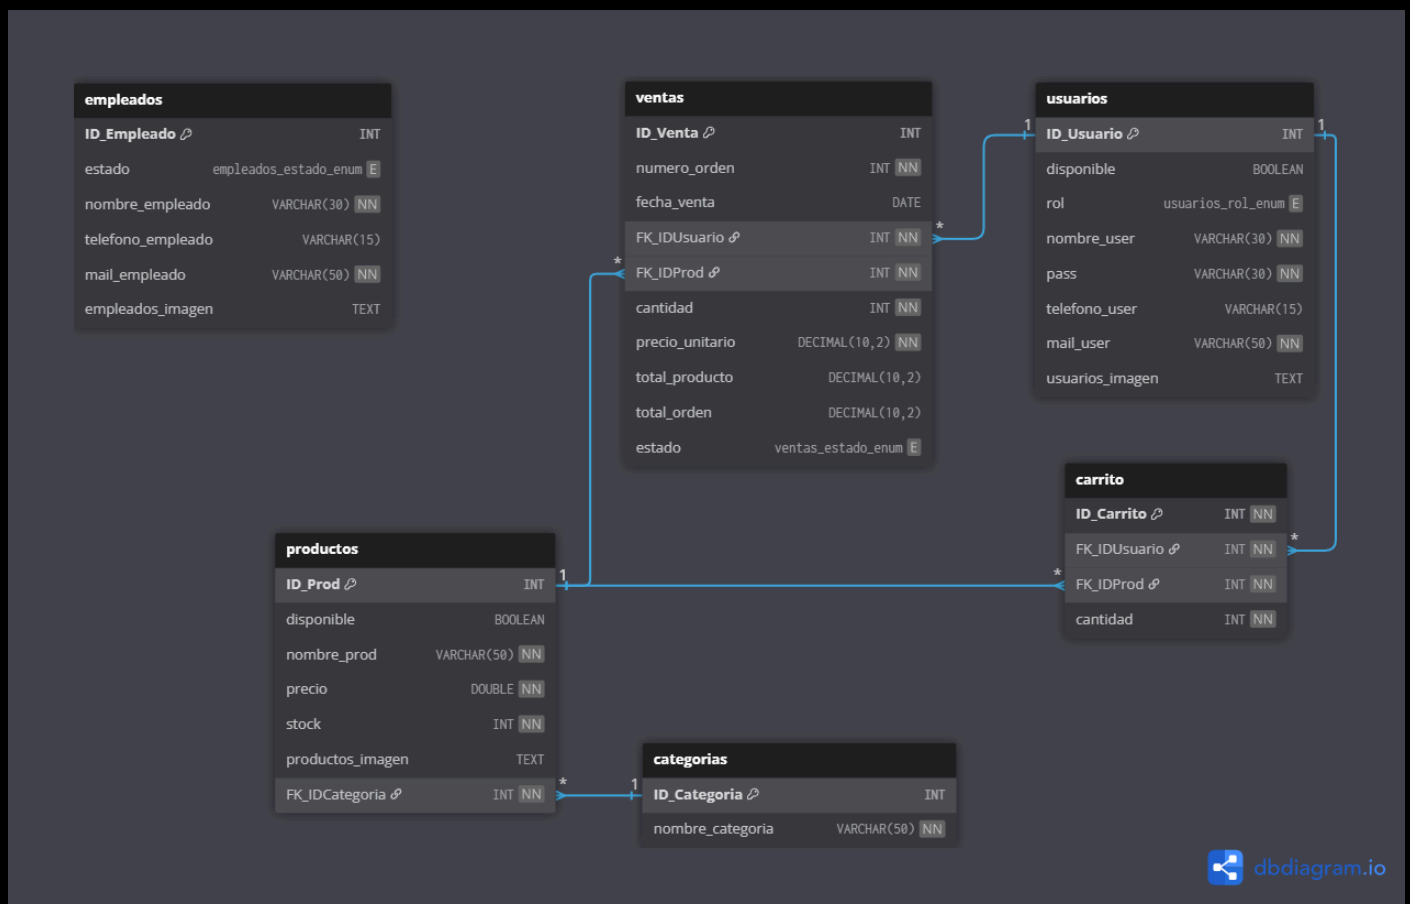 empleados
ID_Empleado INT
estado empleados_estado_enum E
nombre_empleado VARCHAR(30) NN
telefono_empleado VARCHAR(15)
mail_empleado VARCHAR(50) NN
empleados_imagen TEXT
ventas
ID_Venta INT
numero_orden INT NN
fecha_venta DATE
FK_IDUsuario INT NN
FK_IDProd INT NN
cantidad INT NN
precio_unitario DECIMAL(10,2) NN
total_producto DECIMAL(10,2)
total_orden DECIMAL(10,2)
estado ventas_estado_enum E
*
*
usuarios
1
1
ID_Usuario INT
disponible BOOLEAN
rol usuarios_rol_enum E
nombre_user VARCHAR(30) NN
pass VARCHAR(30) NN
telefono_user VARCHAR(15)
mail_user VARCHAR(50) NN
usuarios_imagen TEXT
carrito
ID_Carrito INT NN
FK_IDUsuario INT NN
*
*
FK_IDProd INT NN
cantidad INT NN
productos
ID_Prod INT
1
disponible BOOLEAN
nombre_prod VARCHAR(50) NN
precio DOUBLE NN
stock INT NN
productos_imagen TEXT
FK_IDCategoria INT NN
*
1
categorias
ID_Categoria INT
nombre_categoria VARCHAR(50) NN
dbdiagram.io